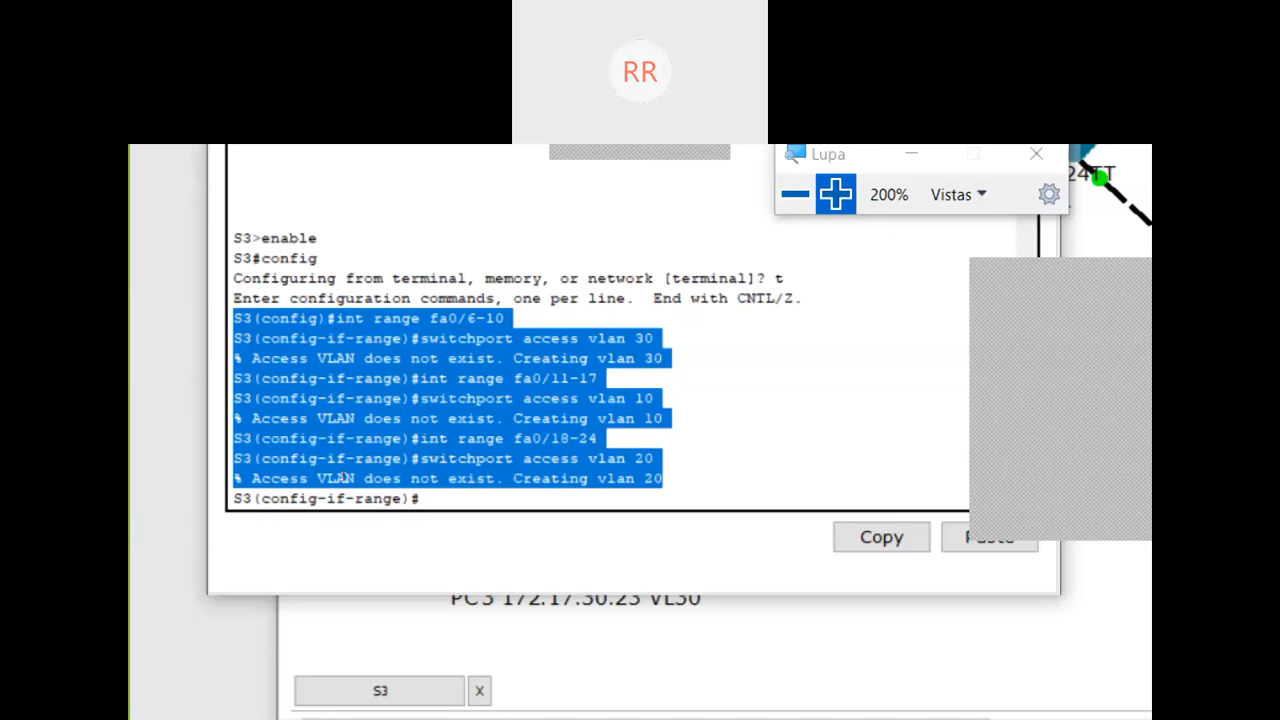 RR
Lupa
200% Vistas
24TT
S3>enable
S3#config
Configuring from terminal, memory, or network [terminal]? t
Enter configuration commands, one per line.  End with CNTL/Z.
S3(config)#int range fa0/6-10
S3(config-if-range)#switchport access vlan 30
% Access VLAN does not exist. Creating vlan 30
S3(config-if-range)#int range fa0/11-17
S3(config-if-range)#switchport access vlan 10
% Access VLAN does not exist. Creating vlan 10
S3(config-if-range)#int range fa0/18-24
S3(config-if-range)#switchport access vlan 20
% Access VLAN does not exist. Creating vlan 20
S3(config-if-range)#
Copy Paste
PC3 172.17.30.23 VL30
S3 X